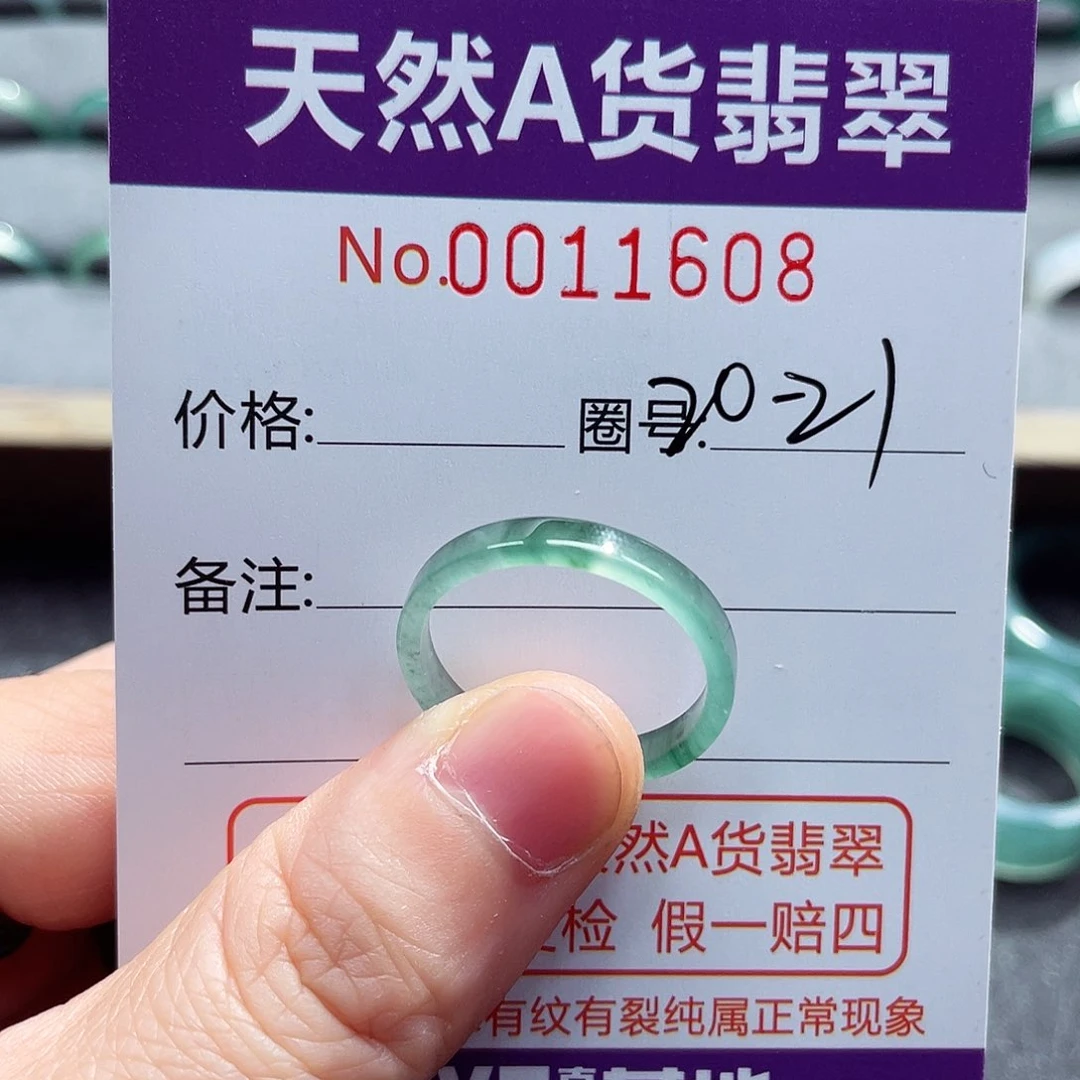 天然A货翡翠
No.0011608
价格: 圈号: 20-21
备注:
然A货翡翠
检 假一赔四
有纹有裂纯属正常现象